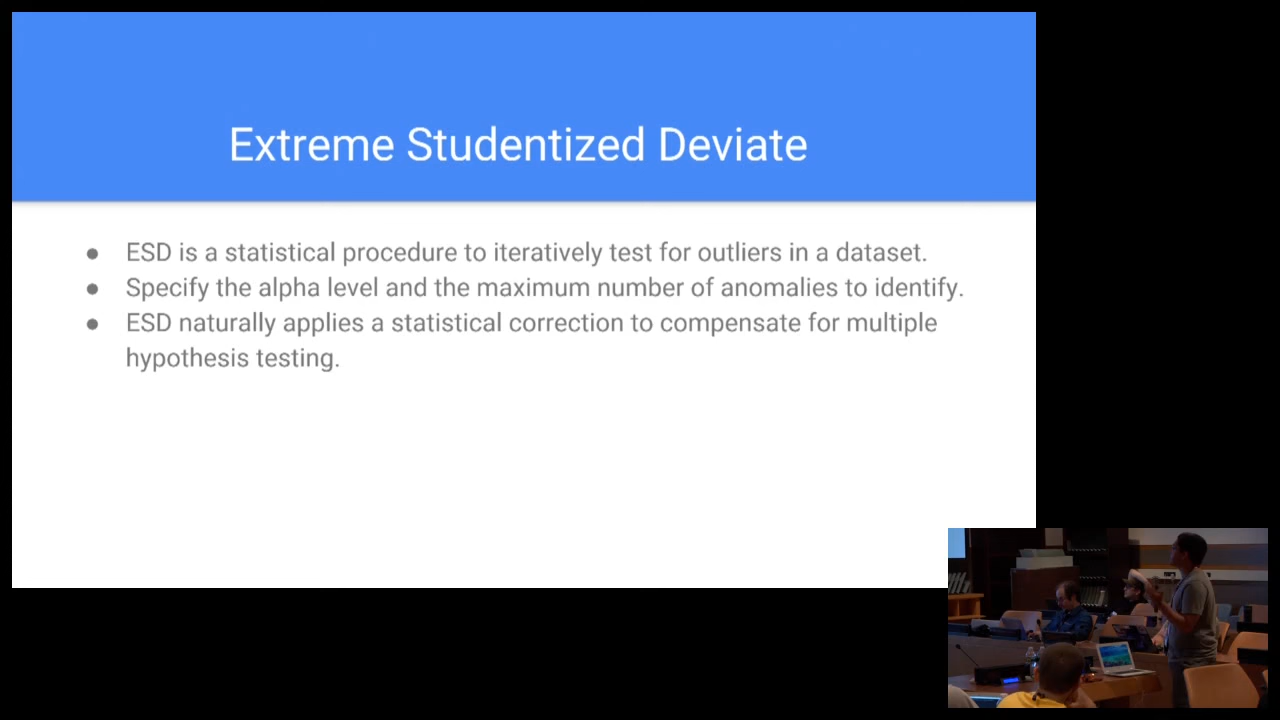 Extreme Studentized Deviate
● ESD is a statistical procedure to iteratively test for outliers in a dataset.
● Specify the alpha level and the maximum number of anomalies to identify.
● ESD naturally applies a statistical correction to compensate for multiple
hypothesis testing.